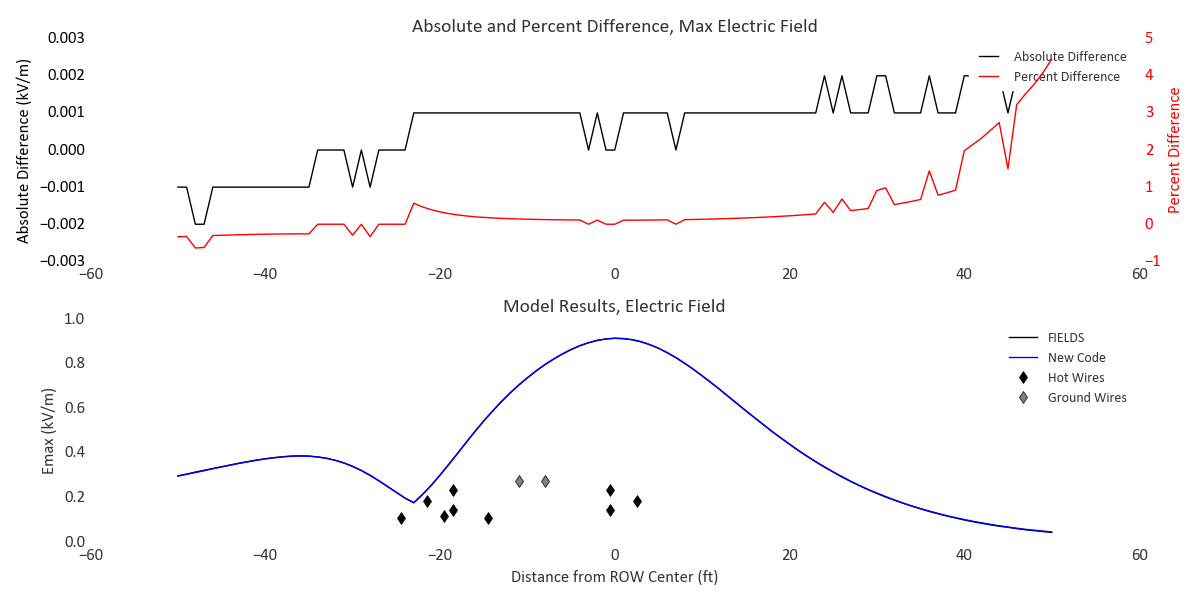 Absolute and Percent Difference, Max Electric Field
0.003
0.002
0.001
0.000
−0.001
−0.002
−0.003
Absolute Difference (kV/m)
−60
−40
−20
0
20
40
60
5
4
3
2
1
0
−1
Percent Difference
Absolute Difference
Percent Difference
Model Results, Electric Field
1.0
0.8
0.6
0.4
0.2
0.0
Emax (kV/m)
−60
−40
−20
0
20
40
60
Distance from ROW Center (ft)
FIELDS
New Code
Hot Wires
Ground Wires